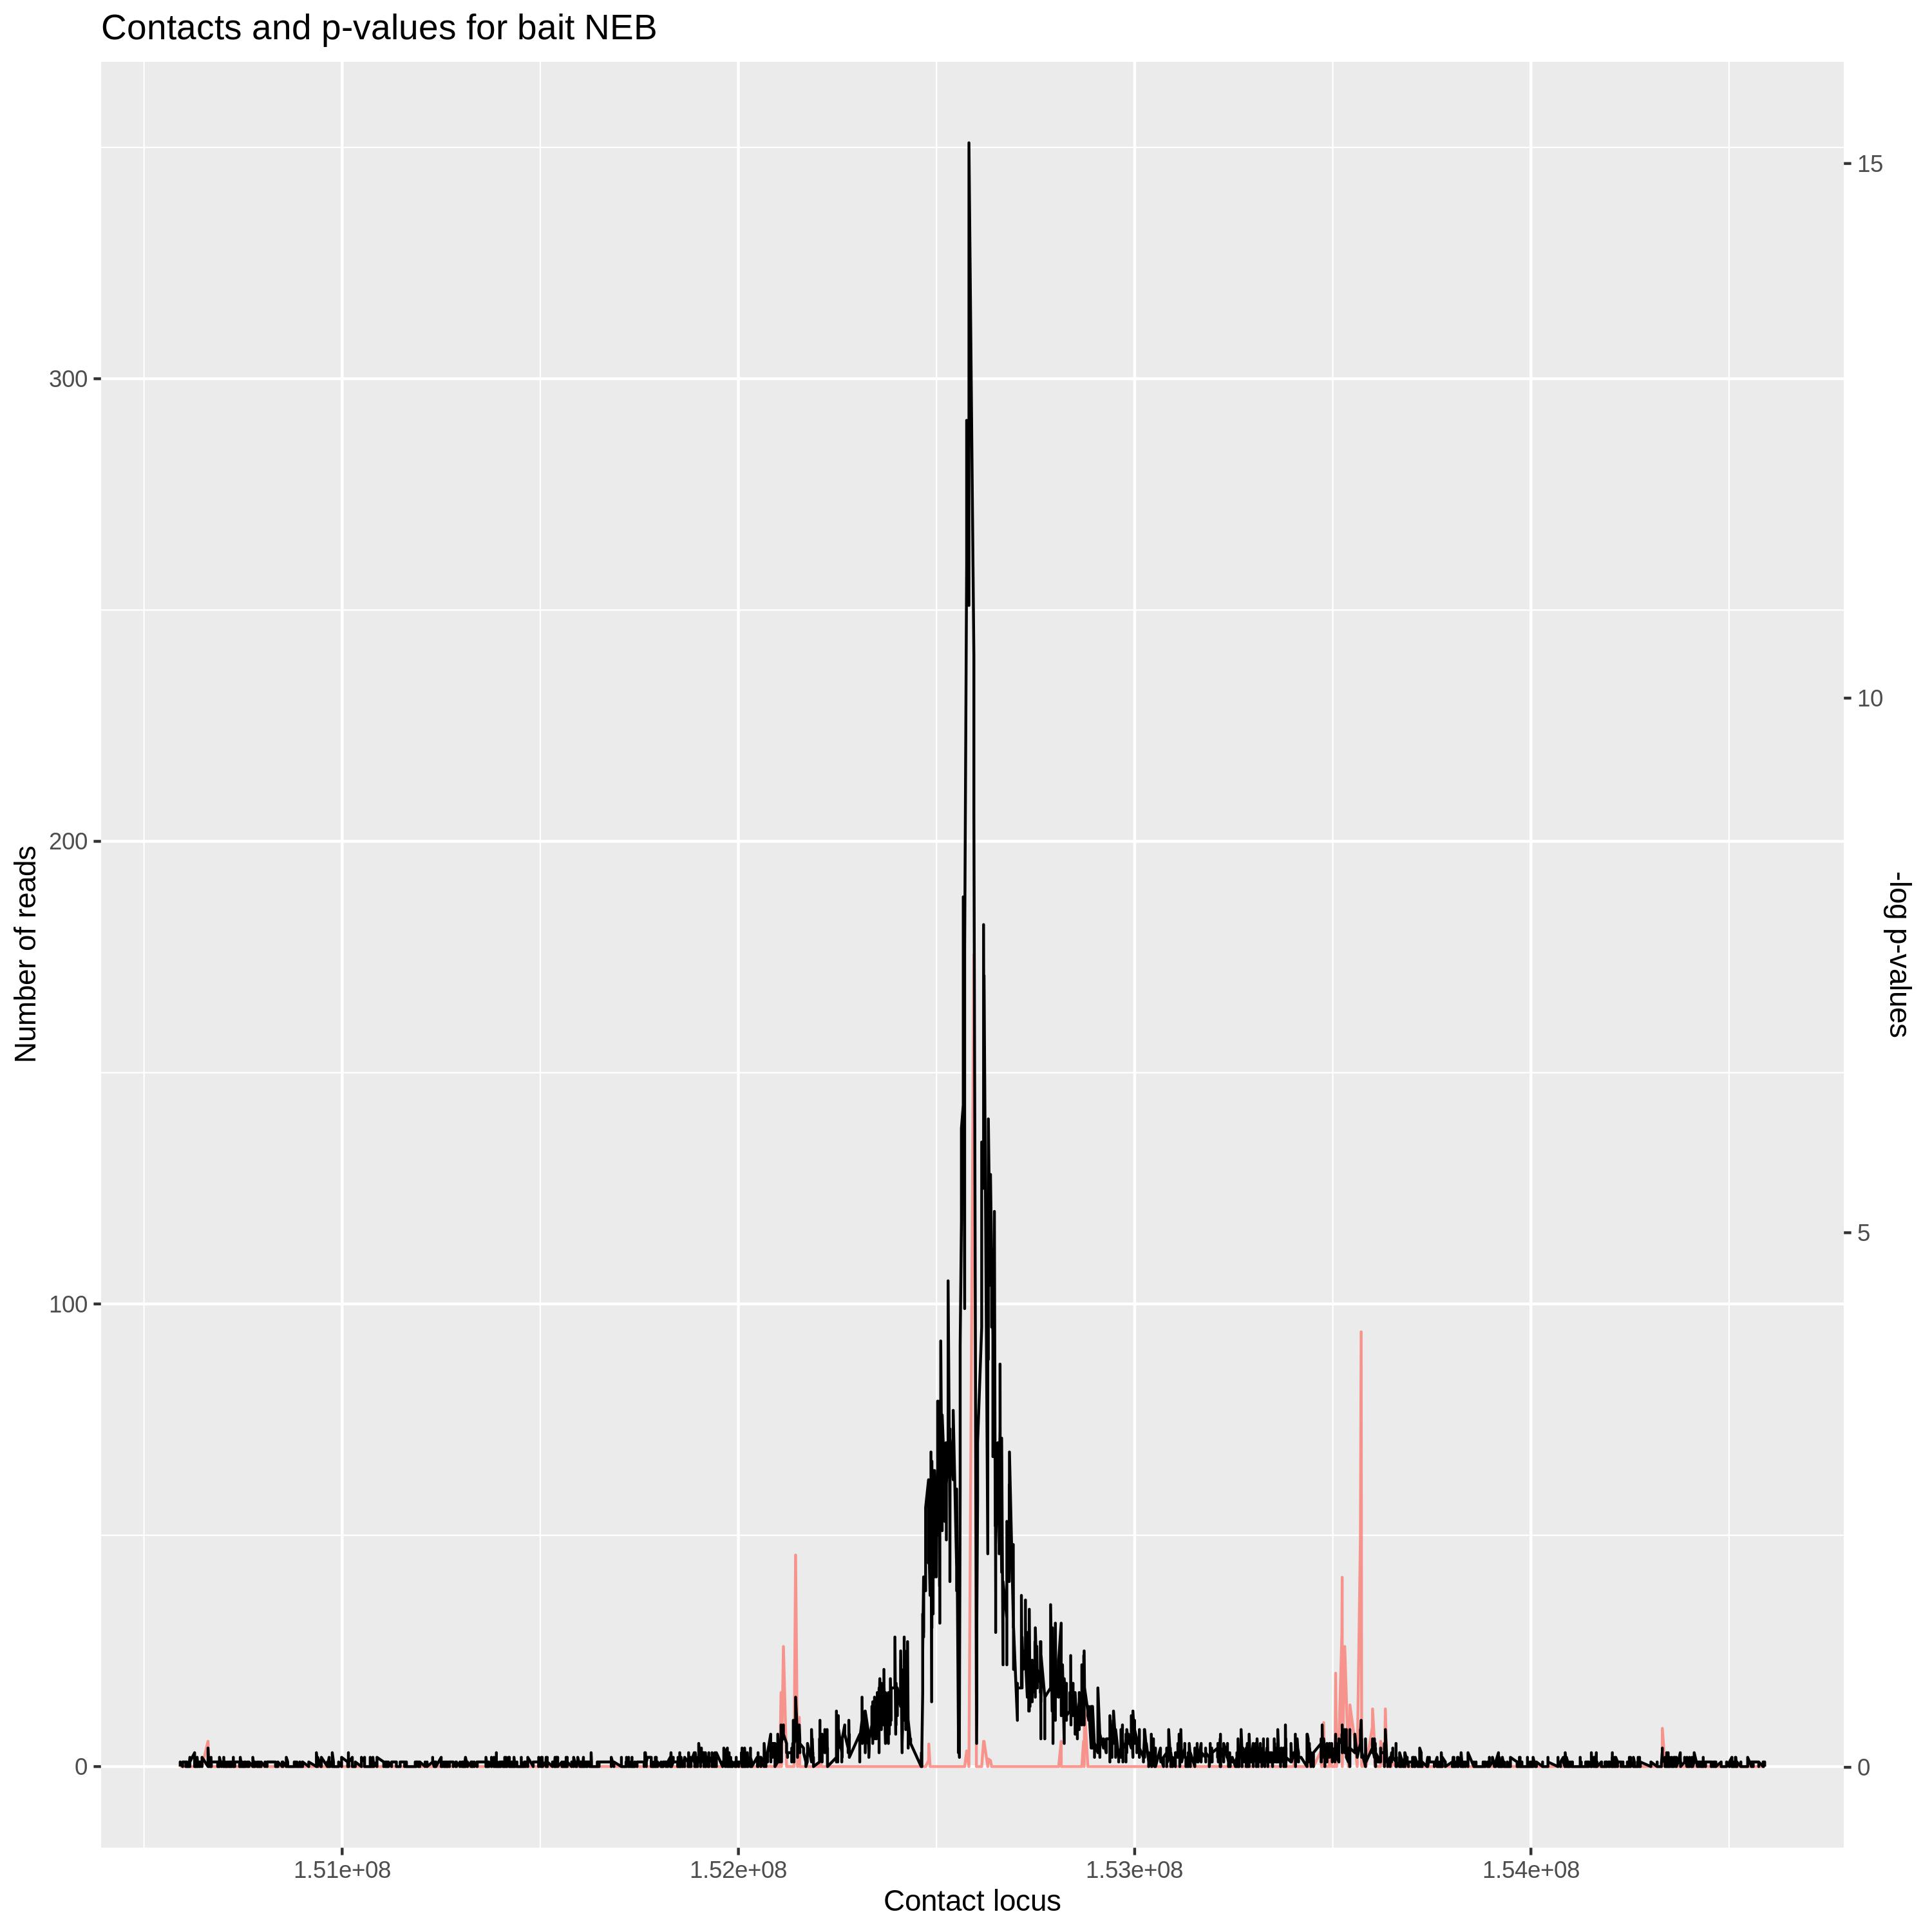 Contacts and p-values for bait NEB
300
200
100
0
15
10
5
0
Number of reads
-log p-values
1.51e+08
1.52e+08
1.53e+08
1.54e+08
Contact locus